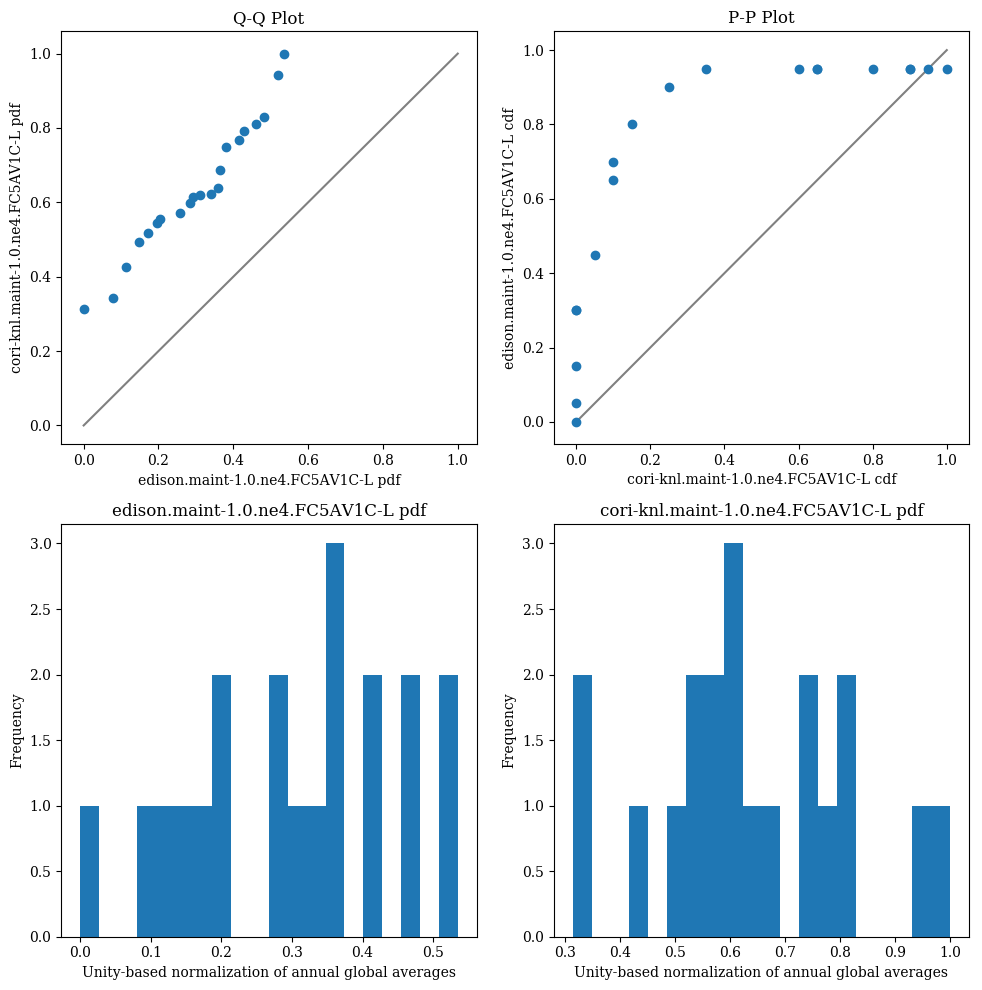 Q-Q Plot
1.0
0.8
0.6
0.4
0.2
0.0
cori-knl.maint-1.0.ne4.FC5AV1C-L pdf
0.0 0.2 0.4 0.6 0.8 1.0
edison.maint-1.0.ne4.FC5AV1C-L pdf
P-P Plot
1.0
0.8
0.6
0.4
0.2
0.0
edison.maint-1.0.ne4.FC5AV1C-L cdf
0.0 0.2 0.4 0.6 0.8 1.0
cori-knl.maint-1.0.ne4.FC5AV1C-L cdf
edison.maint-1.0.ne4.FC5AV1C-L pdf
3.0
2.5
2.0
1.5
1.0
0.5
0.0
Frequency
0.0 0.1 0.2 0.3 0.4 0.5
Unity-based normalization of annual global averages
cori-knl.maint-1.0.ne4.FC5AV1C-L pdf
3.0
2.5
2.0
1.5
1.0
0.5
0.0
Frequency
0.3 0.4 0.5 0.6 0.7 0.8 0.9 1.0
Unity-based normalization of annual global averages